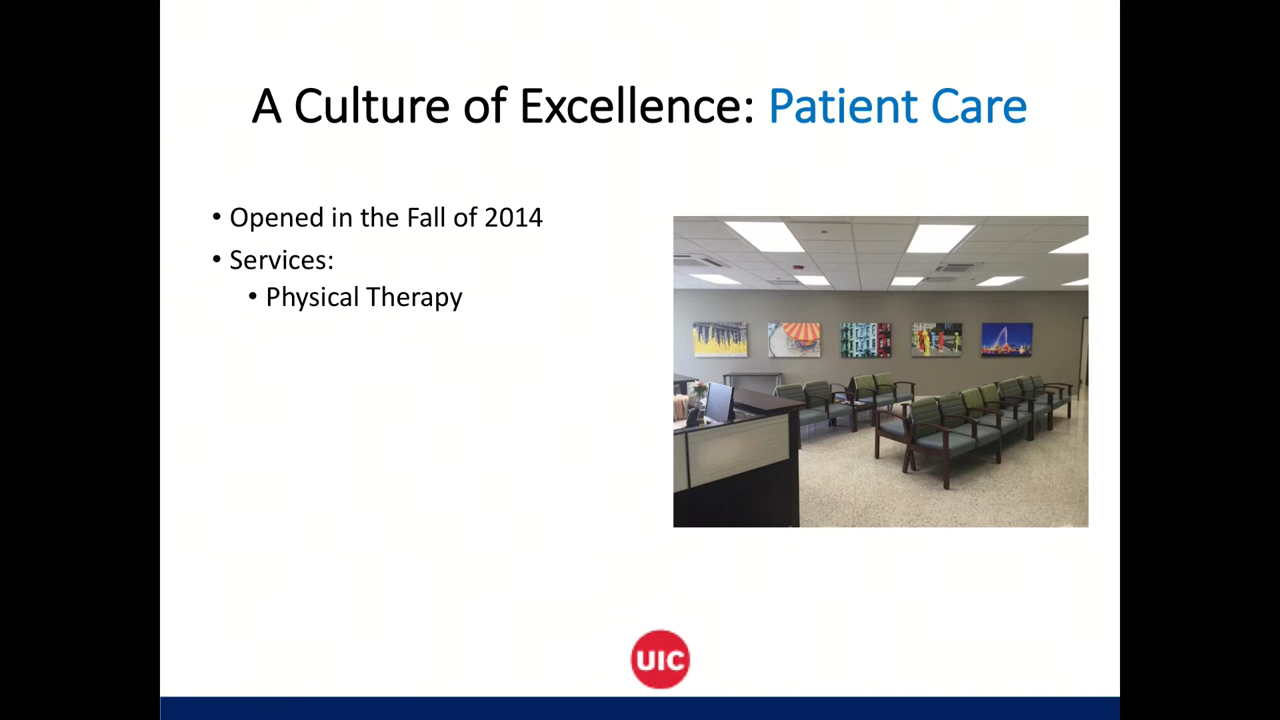 A Culture of Excellence: Patient Care
• Opened in the Fall of 2014
• Services:
• Physical Therapy
UIC